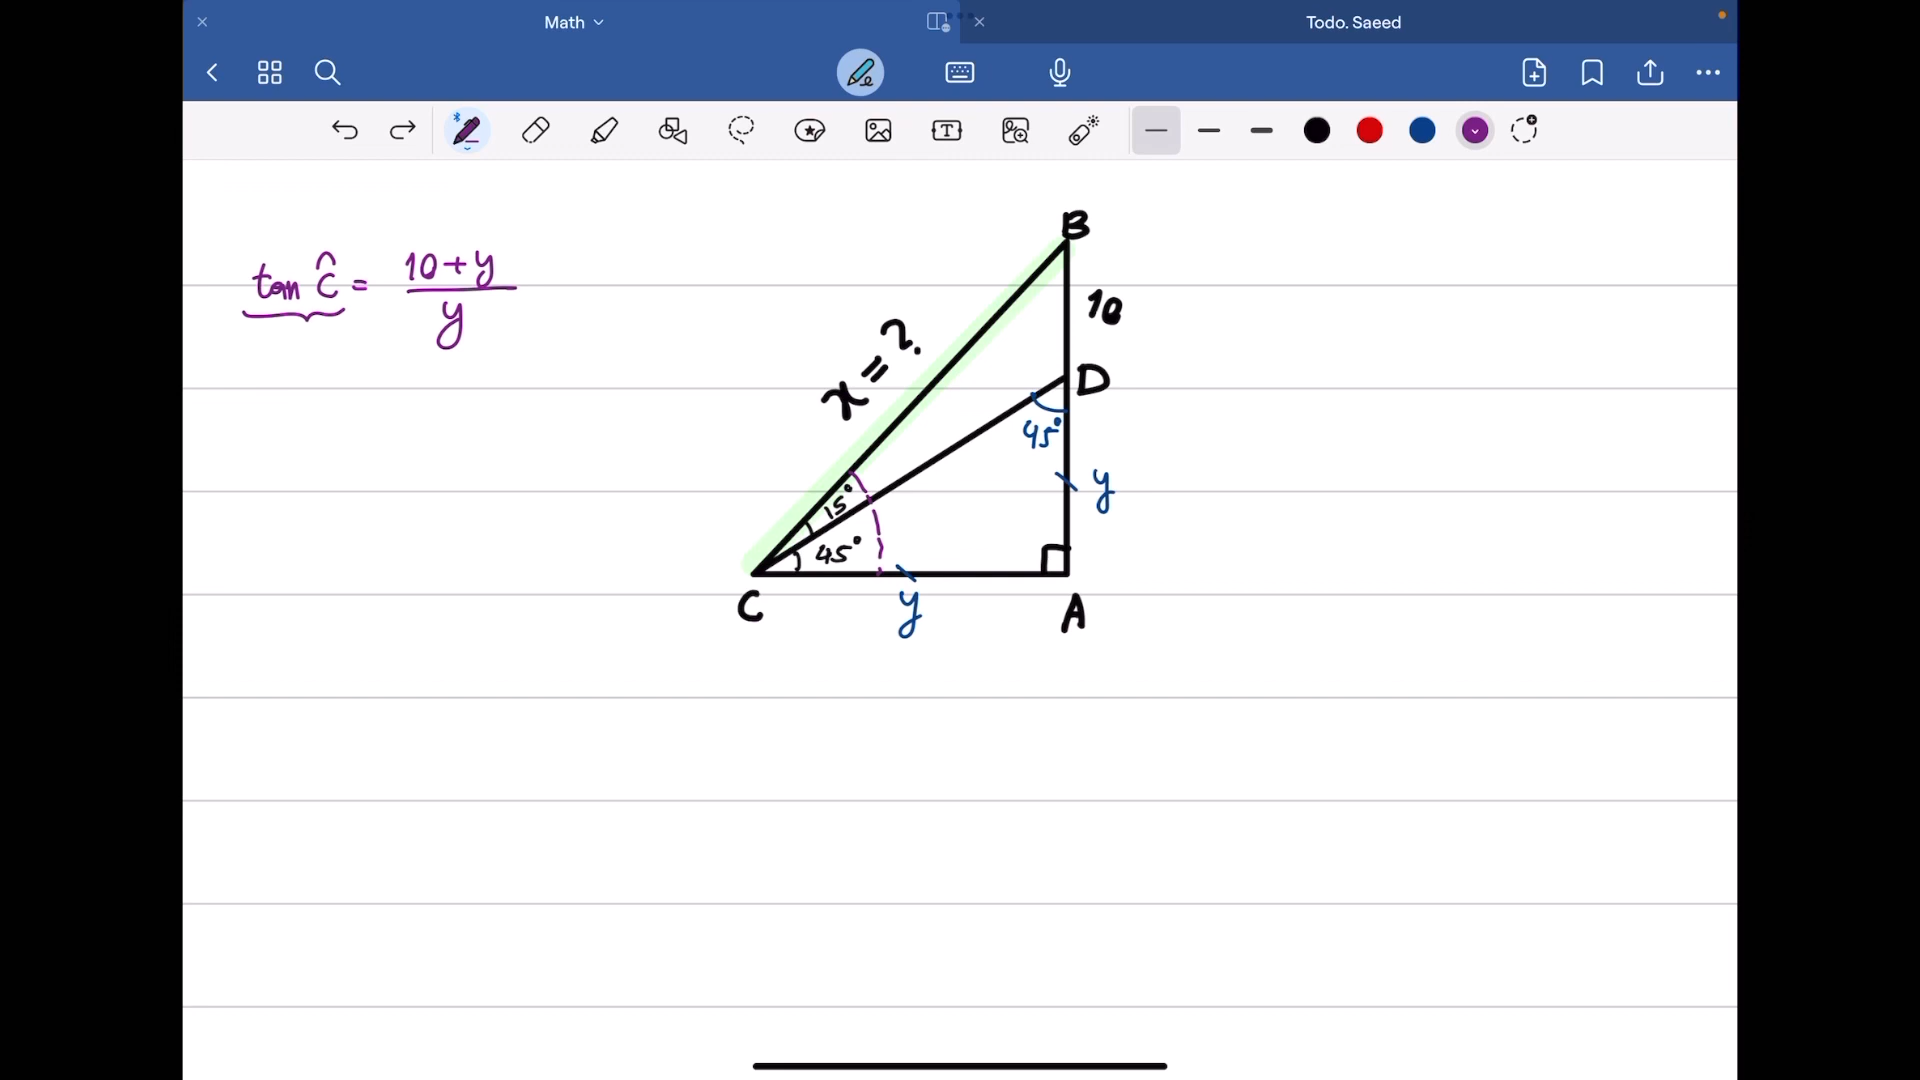 Math
Todo. Saeed
tan Ĉ = 10+y
y
B
10
x = ?
D
45°
y
15°
45°
C
y
A